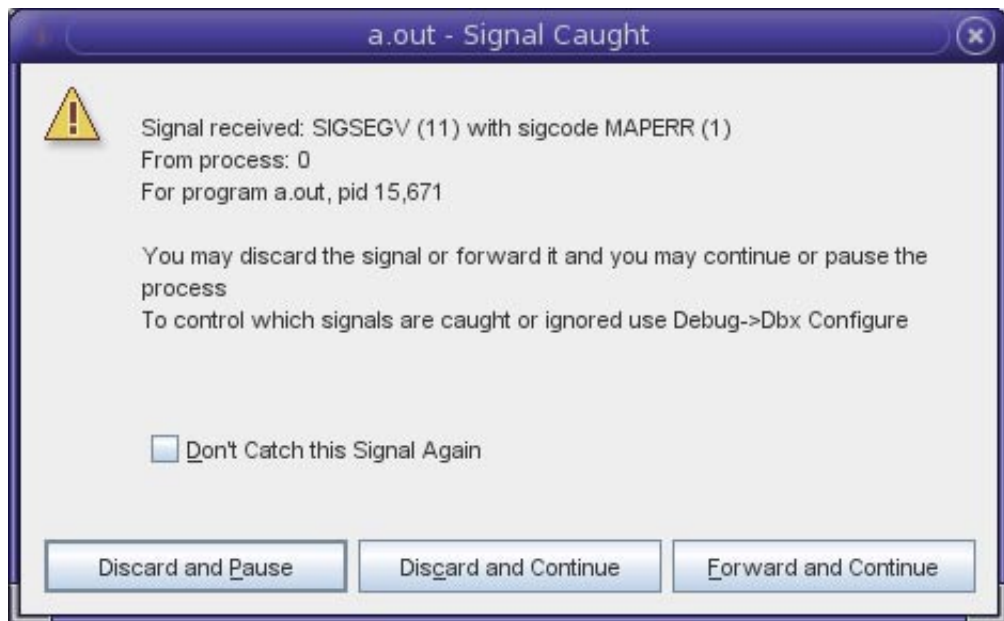 a.out - Signal Caught
Signal received: SIGSEGV (11) with sigcode MAPERR (1)
From process: 0
For program a.out, pid 15,671
You may discard the signal or forward it and you may continue or pause the
process
To control which signals are caught or ignored use Debug->Dbx Configure
Don't Catch this Signal Again
Discard and Pause
Discard and Continue
Forward and Continue